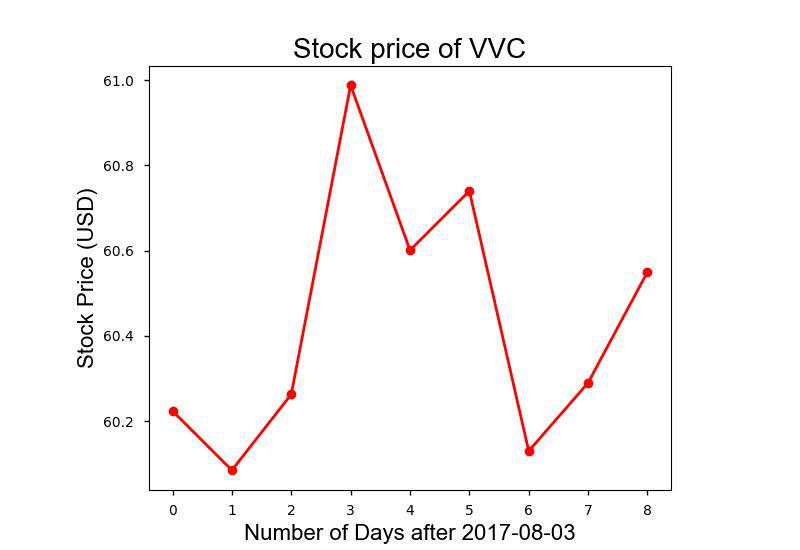 Stock price of VVC
61.0
60.8
60.6
60.4
60.2
Stock Price (USD)
0 1 2 3 4 5 6 7 8
Number of Days after 2017-08-03